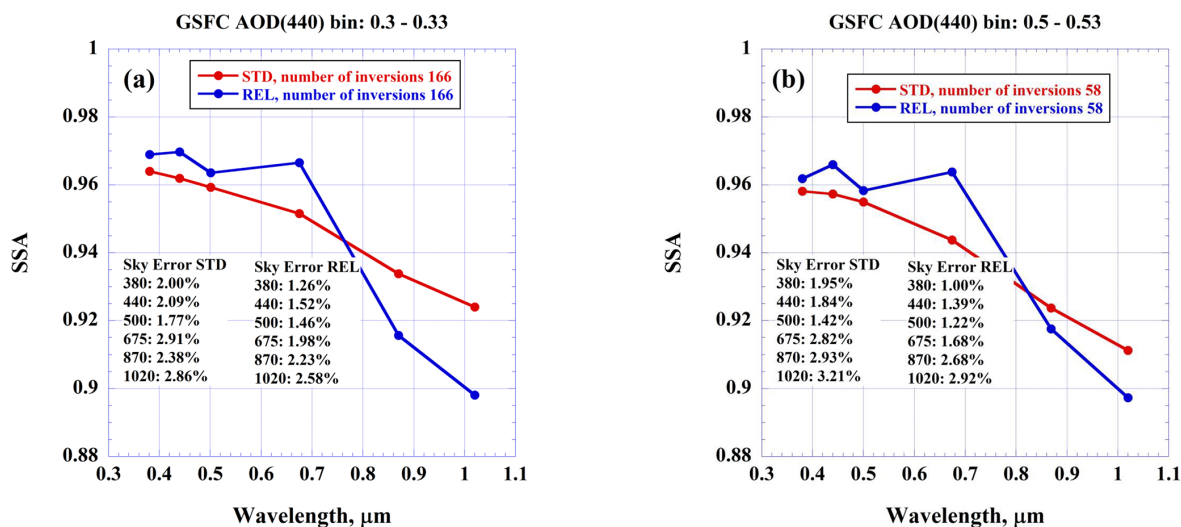 GSFC AOD(440) bin: 0.3 - 0.33
(a)
STD, number of inversions 166
REL, number of inversions 166
1
0.98
0.96
0.94
0.92
0.9
0.88
SSA
Sky Error STD
380: 2.00%
440: 2.09%
500: 1.77%
675: 2.91%
870: 2.38%
1020: 2.86%
Sky Error REL
380: 1.26%
440: 1.52%
500: 1.46%
675: 1.98%
870: 2.23%
1020: 2.58%
0.3 0.4 0.5 0.6 0.7 0.8 0.9 1 1.1
Wavelength, μm
GSFC AOD(440) bin: 0.5 - 0.53
(b)
STD, number of inversions 58
REL, number of inversions 58
1
0.98
0.96
0.94
0.92
0.9
0.88
SSA
Sky Error STD
380: 1.95%
440: 1.84%
500: 1.42%
675: 2.82%
870: 2.93%
1020: 3.21%
Sky Error REL
380: 1.00%
440: 1.39%
500: 1.22%
675: 1.68%
870: 2.68%
1020: 2.92%
0.3 0.4 0.5 0.6 0.7 0.8 0.9 1 1.1
Wavelength, μm